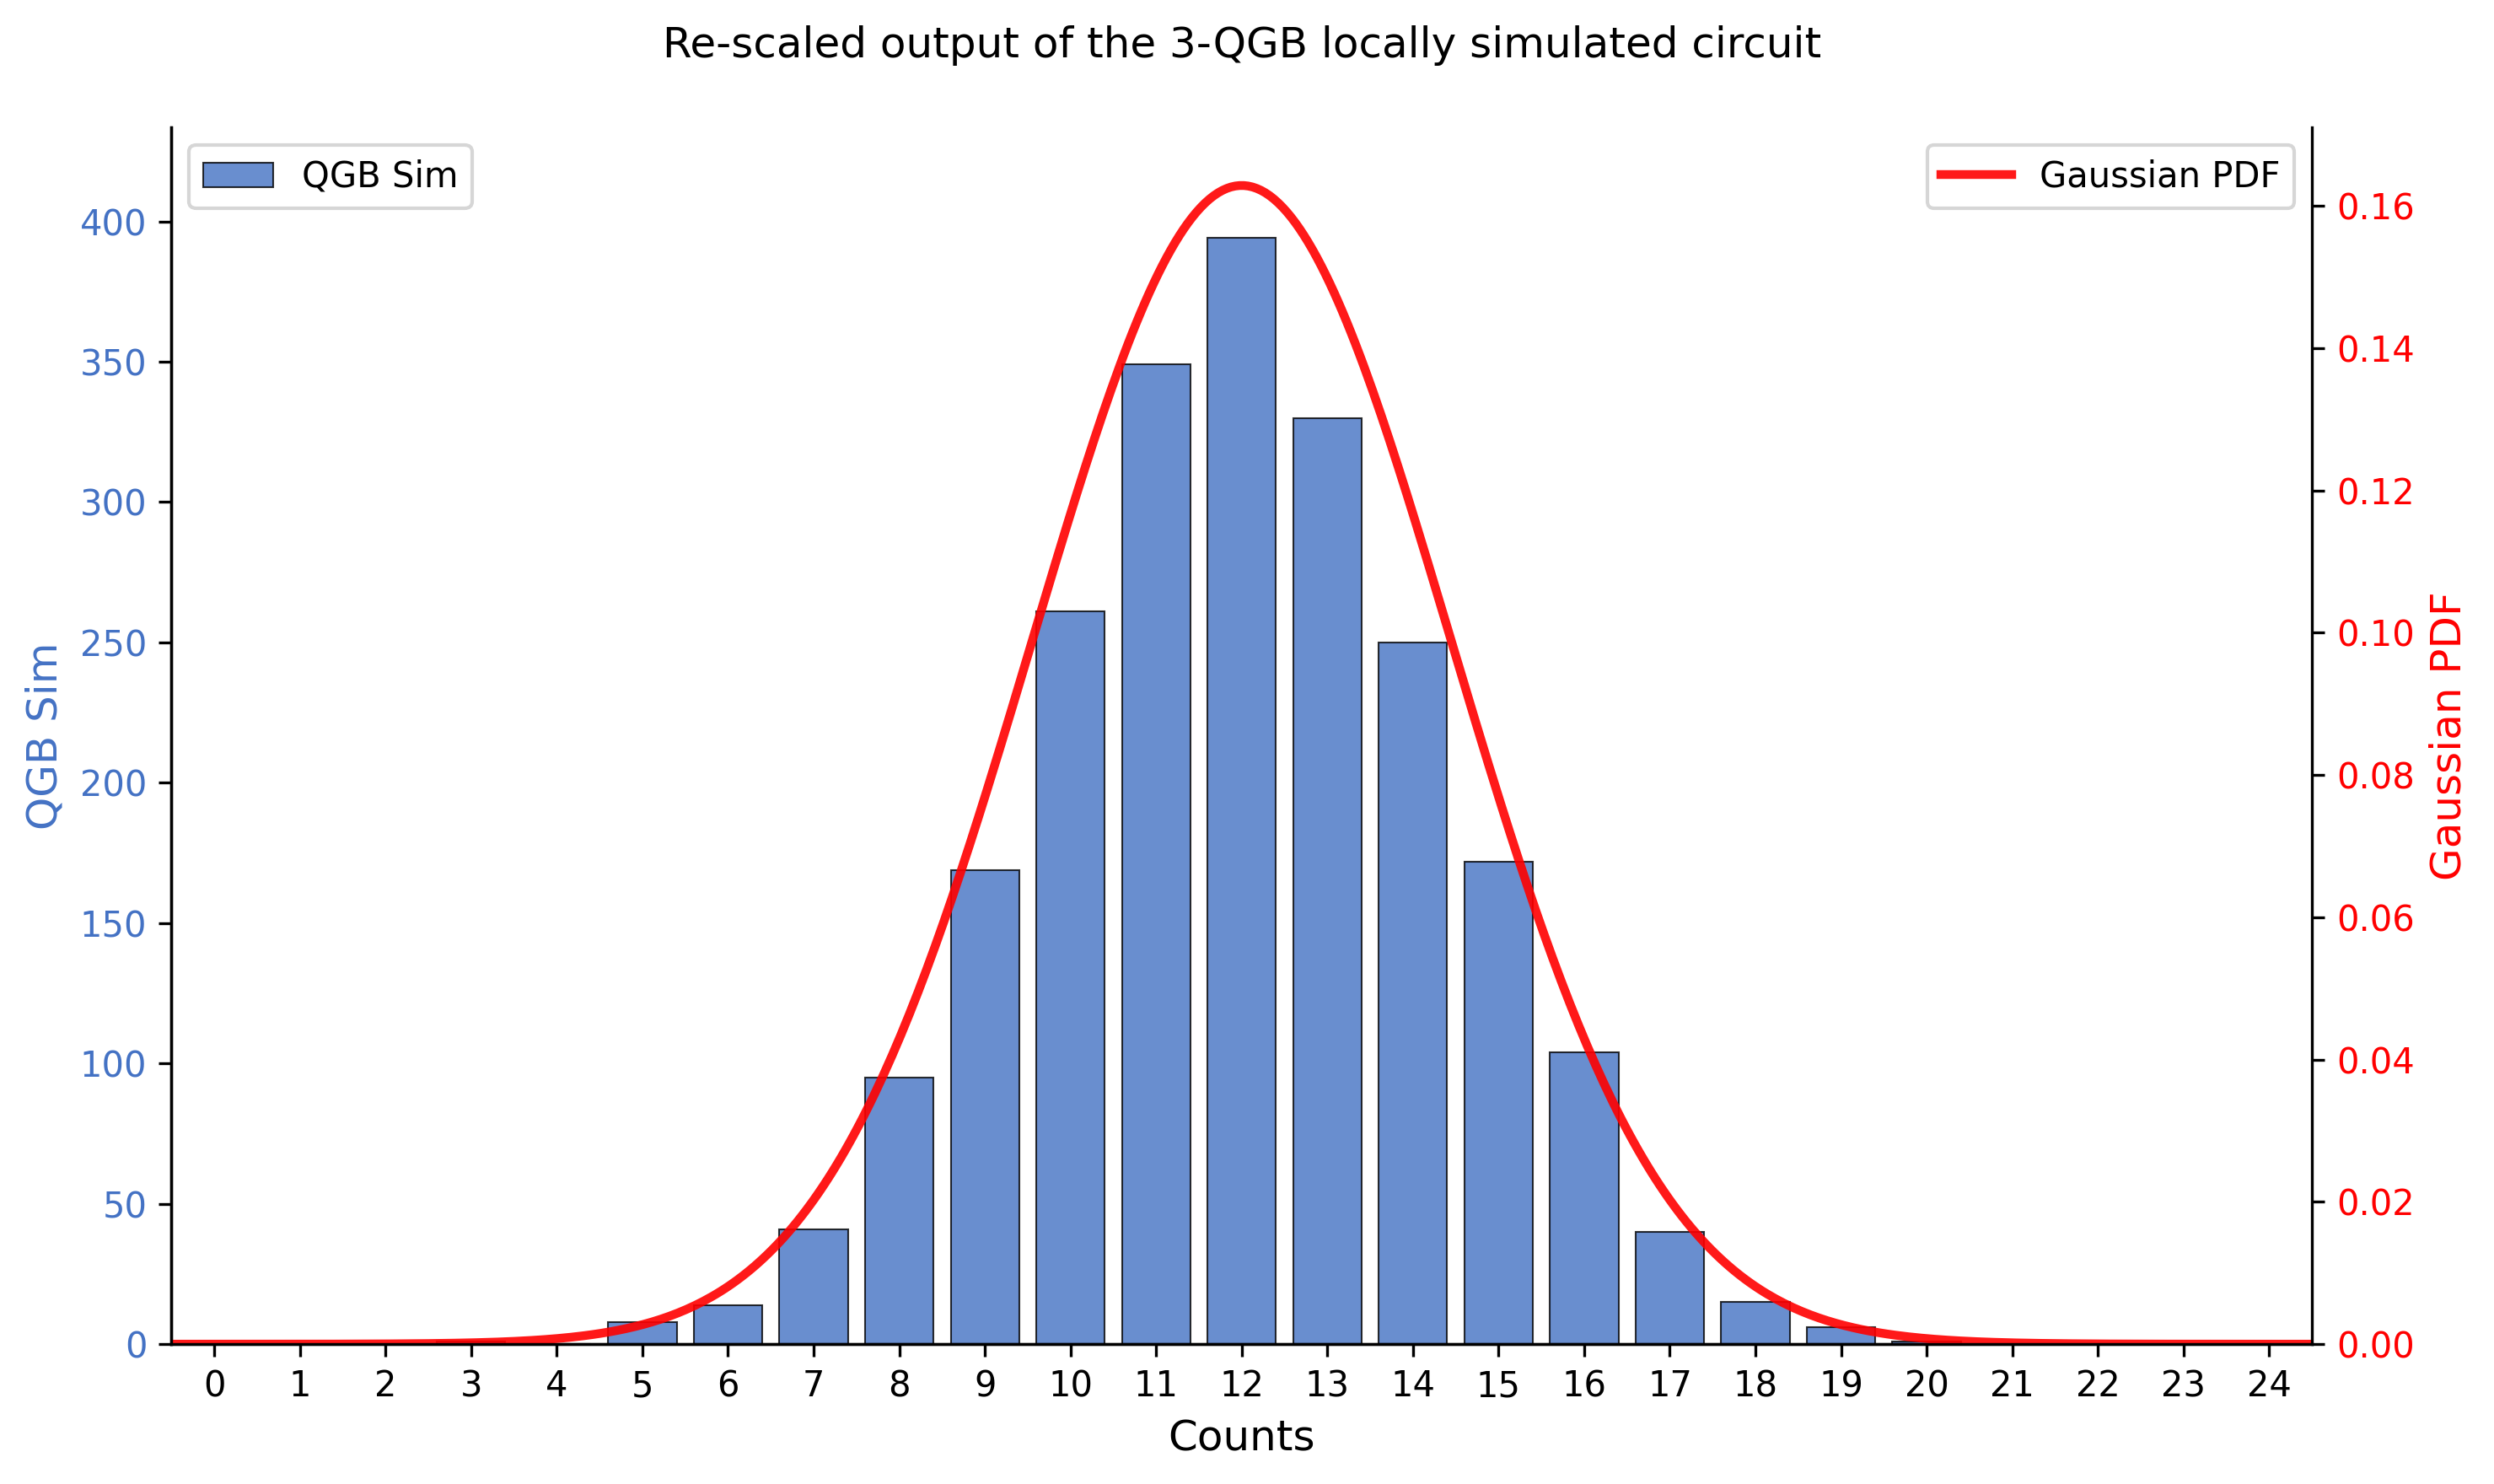 Re-scaled output of the 3-QGB locally simulated circuit
QGB Sim
Gaussian PDF
400
350
300
250
200
150
100
50
0
QGB Sim
0.16
0.14
0.12
0.10
0.08
0.06
0.04
0.02
0.00
Gaussian PDF
0 1 2 3 4 5 6 7 8 9 10 11 12 13 14 15 16 17 18 19 20 21 22 23 24
Counts